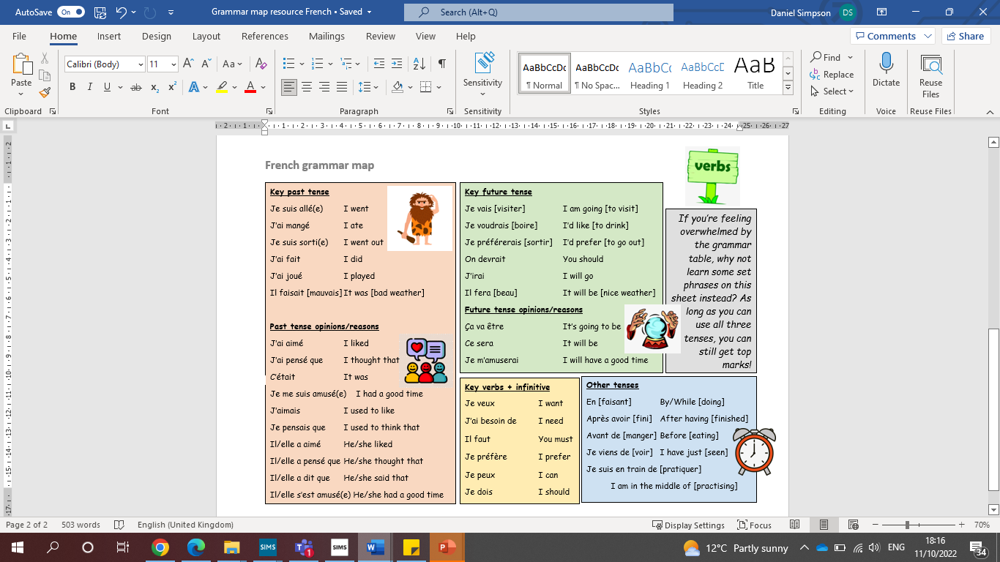 AutoSave On Grammar map resource French • Saved Search (Alt+Q) Daniel Simpson DS
File Home Insert Design Layout References Mailings Review View Help Comments Share
Calibri (Body) 11
Paste
Clipboard Font Paragraph Sensitivity Styles Editing Voice Reuse Files
Sensitivity
AaBbCcDc AaBbCcDc AaBbCc AaBbCcD AaB
¶ Normal ¶ No Spac... Heading 1 Heading 2 Title
Find
Replace
Select
Dictate
Reuse
Files
French grammar map
verbs
Key past tense
Je suis allé(e) I went
J'ai mangé I ate
Je suis sorti(e) I went out
J'ai fait I did
J'ai joué I played
Il faisait [mauvais] It was [bad weather]
Past tense opinions/reasons
J'ai aimé I liked
J'ai pensé que I thought that
C'était It was
Je me suis amusé(e) I had a good time
J'aimais I used to like
Je pensais que I used to think that
Il/elle a aimé He/she liked
Il/elle a pensé que He/she thought that
Il/elle a dit que He/she said that
Il/elle s'est amusé(e) He/she had a good time
Key future tense
Je vais [visiter] I am going [to visit]
Je voudrais [boire] I'd like [to drink]
Je préférerais [sortir] I'd prefer [to go out]
On devrait You should
J'irai I will go
Il fera [beau] It will be [nice weather]
Future tense opinions/reasons
Ça va être It's going to be
Ce sera It will be
Je m'amuserai I will have a good time
If you're feeling
overwhelmed by
the grammar
table, why not
learn some set
phrases on this
sheet instead? As
long as you can
use all three
tenses, you can
still get top
marks!
Key verbs + infinitive
Je veux I want
J'ai besoin de I need
Il faut You must
Je préfère I prefer
Je peux I can
Je dois I should
Other tenses
En [faisant] By/While [doing]
Après avoir [fini] After having [finished]
Avant de [manger] Before [eating]
Je viens de [voir] I have just [seen]
Je suis en train de [pratiquer]
I am in the middle of [practising]
Page 2 of 2 503 words English (United Kingdom) Display Settings Focus 70%
SIMS SIMS 12°C Partly sunny ENG 18:16
11/10/2022 34